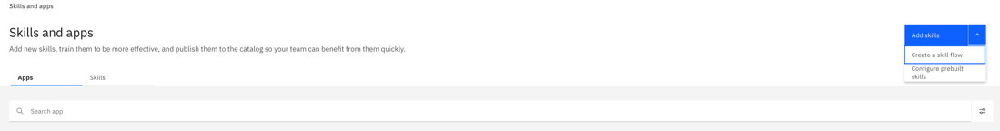 Skills and apps
Skills and apps
Add new skills, train them to be more effective, and publish them to the catalog so your team can benefit from them quickly.
Add skills
Create a skill flow
Configure prebuilt
skills
Apps
Skills
Search app